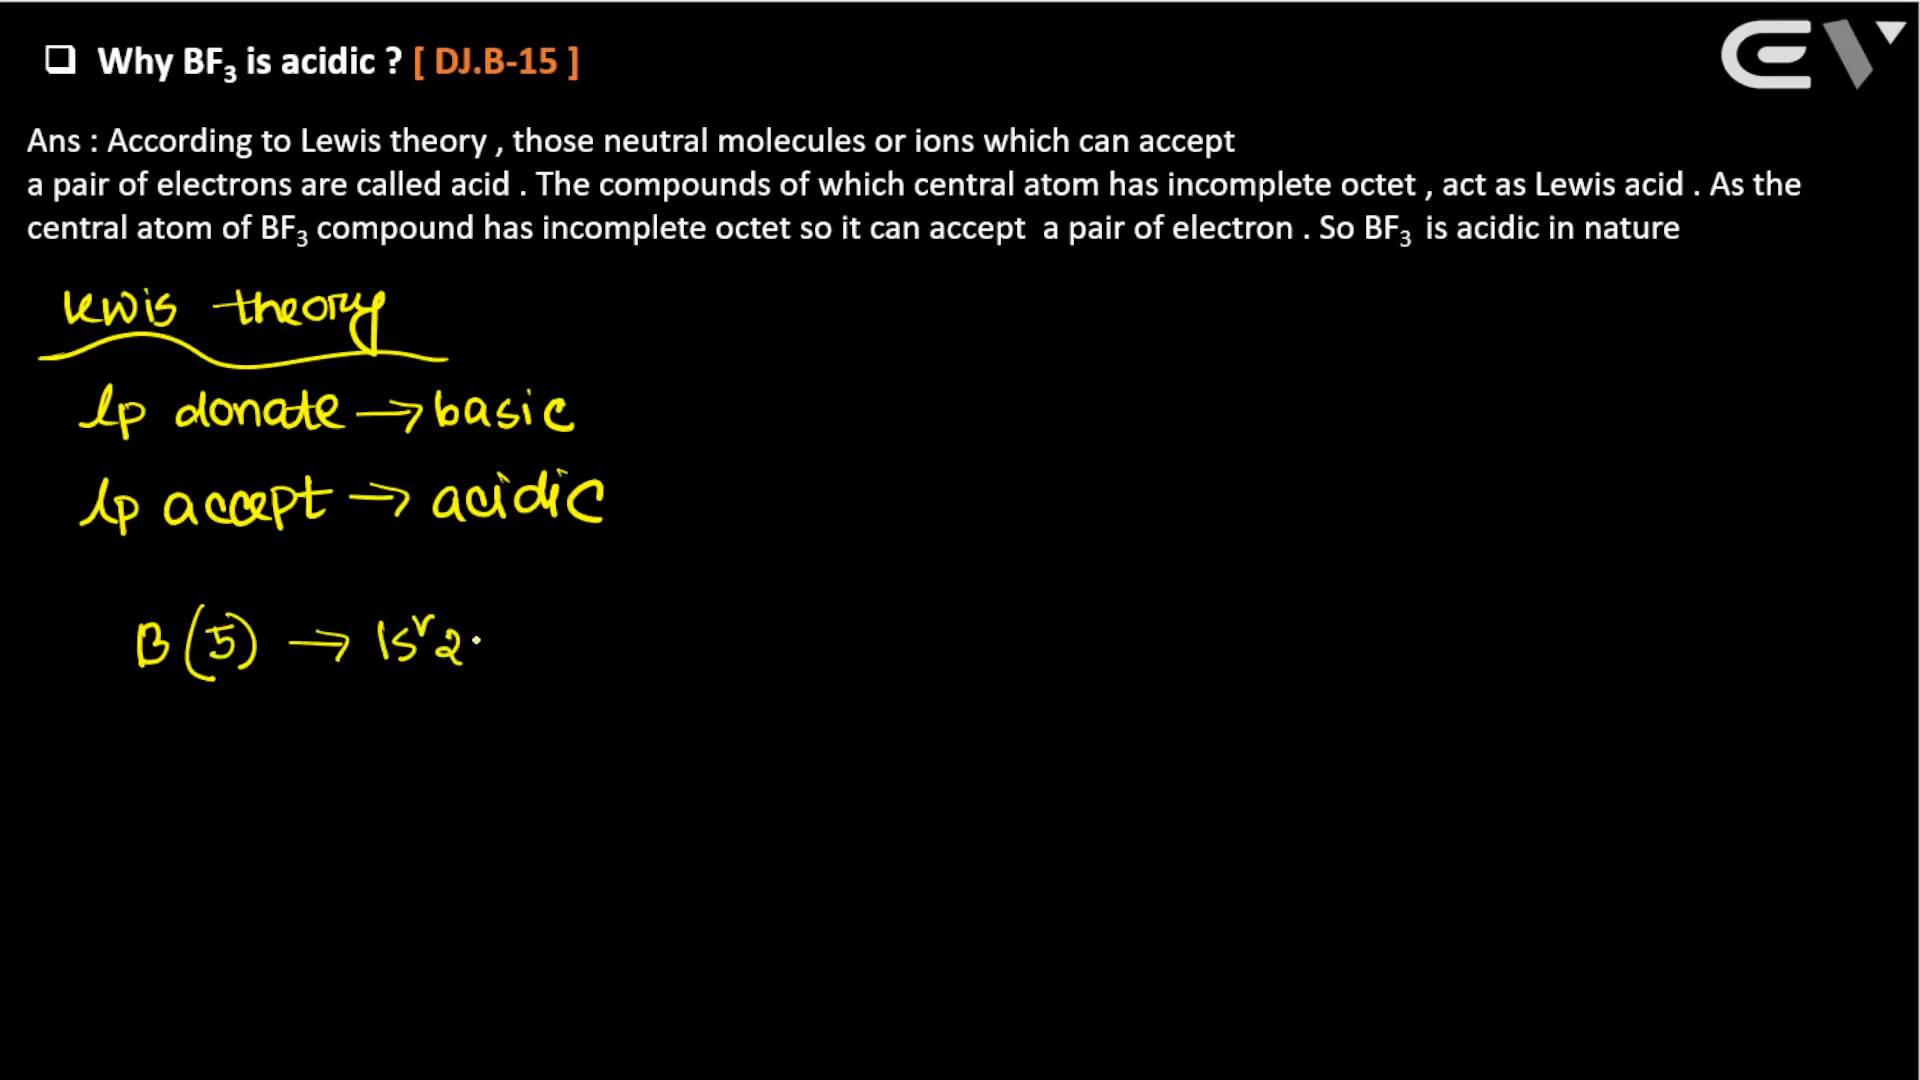 ❑ Why BF₃ is acidic ? [ DJ.B-15 ]
EV
Ans : According to Lewis theory , those neutral molecules or ions which can accept
a pair of electrons are called acid . The compounds of which central atom has incomplete octet , act as Lewis acid . As the
central atom of BF₃ compound has incomplete octet so it can accept a pair of electron . So BF₃ is acidic in nature
Lewis theory
lp donate → basic
lp accept → acidic
B (5) → 1s² 2